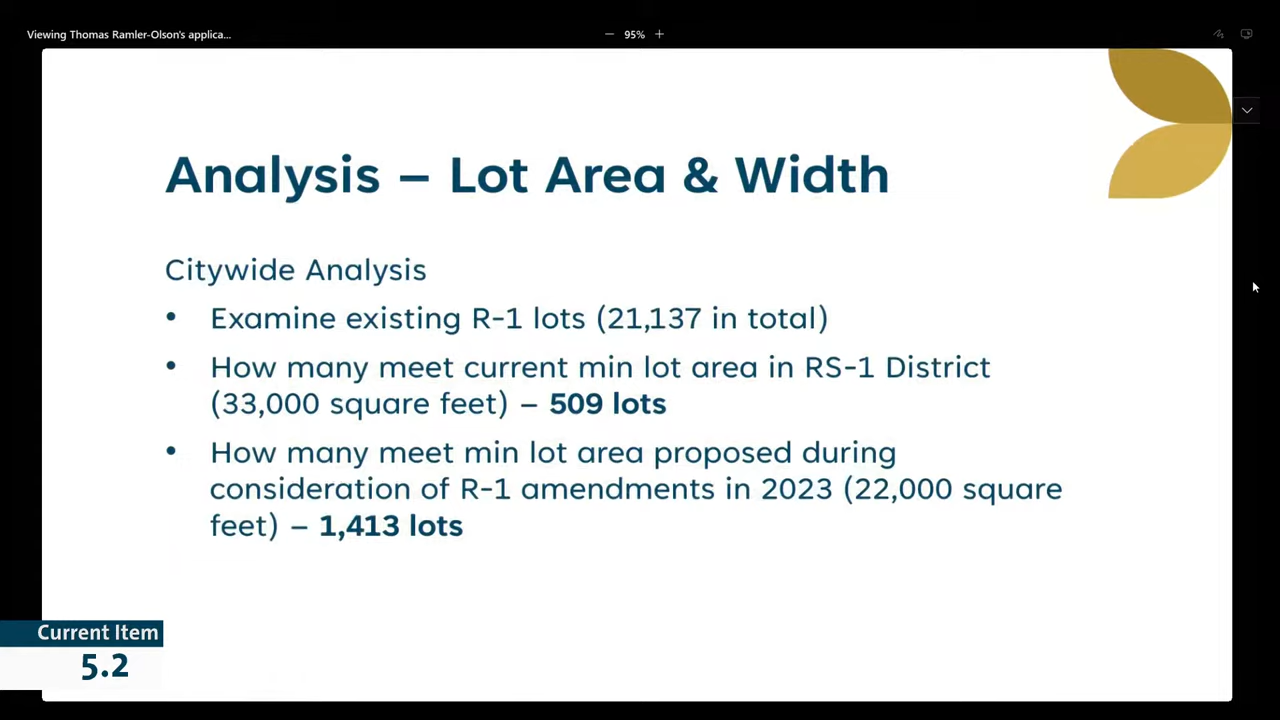 Viewing Thomas Ramler-Olson's applica...
95%
Analysis – Lot Area & Width
Citywide Analysis
• Examine existing R-1 lots (21,137 in total)
• How many meet current min lot area in RS-1 District
(33,000 square feet) – 509 lots
• How many meet min lot area proposed during
consideration of R-1 amendments in 2023 (22,000 square
feet) – 1,413 lots
Current Item
5.2